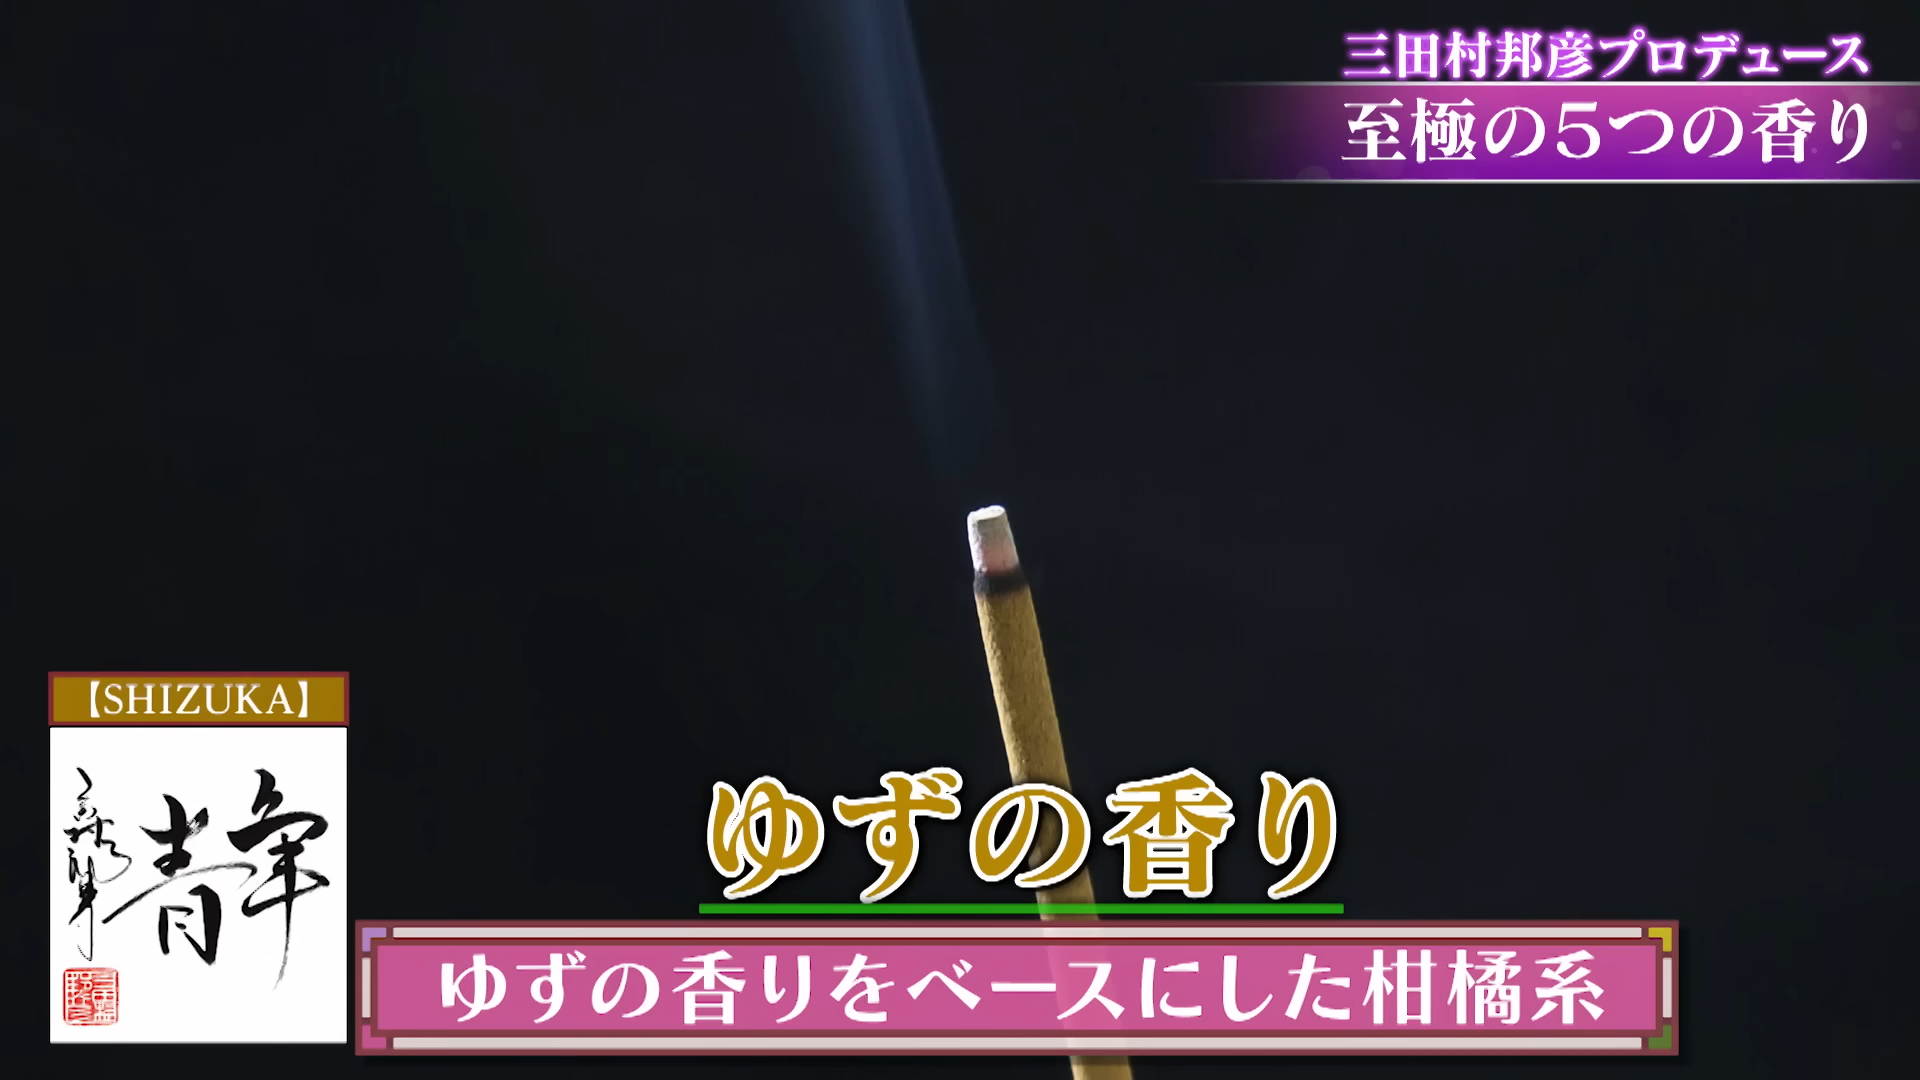 三田村邦彦プロデュース
至極の5つの香り
【SHIZUKA】
静
ゆずの香り
ゆずの香りをベースにした柑橘系